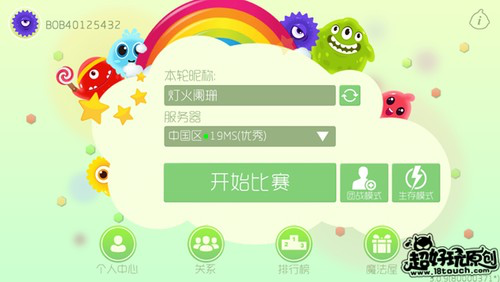 BOB40125432
本轮昵称:
灯火阑珊
服务器
中国区 19MS(优秀)
开始比赛
团战模式
生存模式
个人中心
关系
排行榜
魔法屋
超好玩原创
www.18touch.com